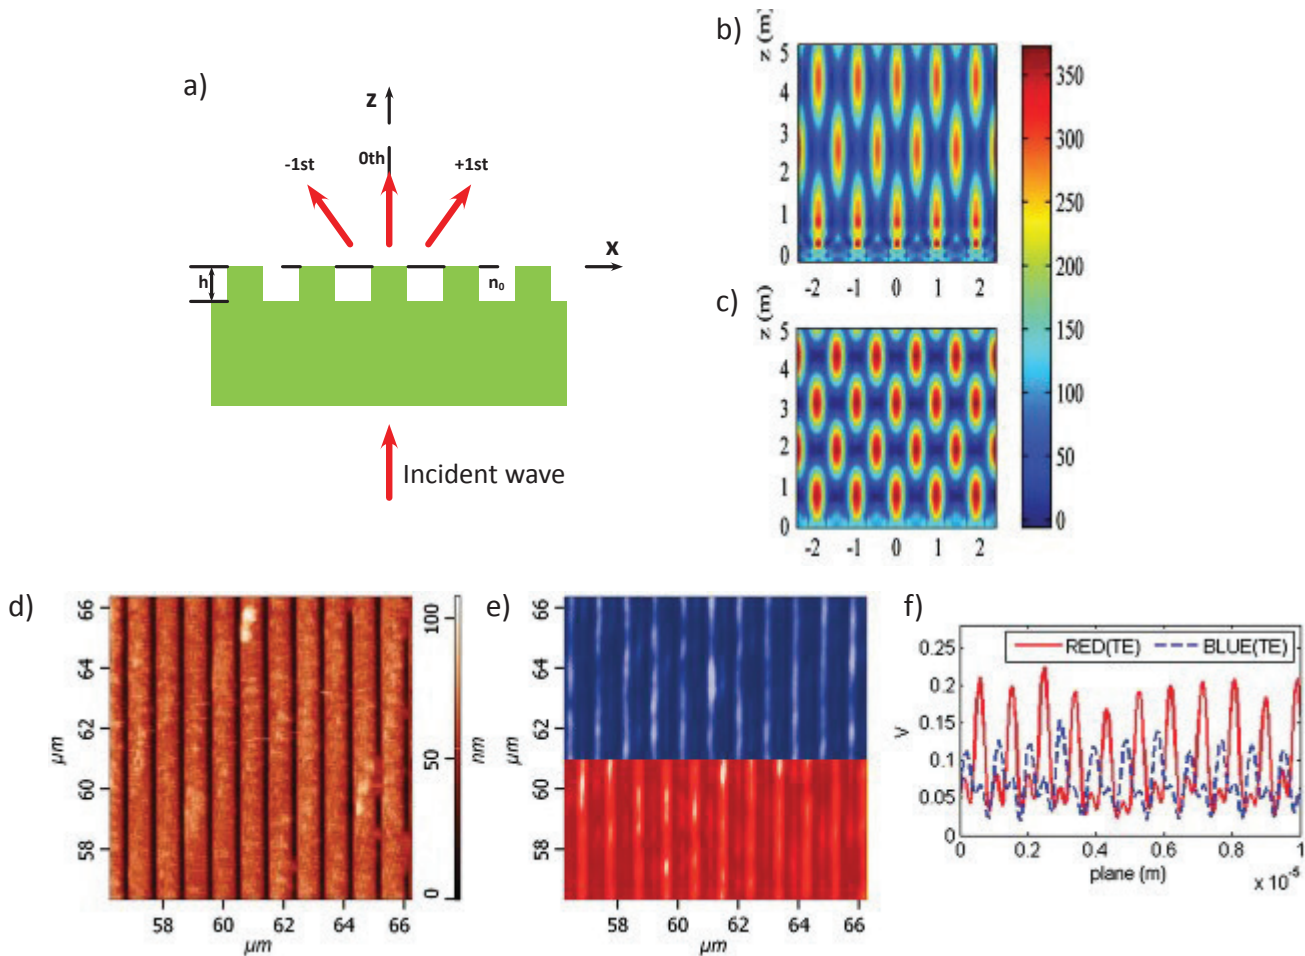 a)
z
0th
-1st
+1st
x
h
n₀
Incident wave
b)
z (m)
5
4
3
2
1
0
-2 -1 0 1 2
350
300
250
200
150
100
50
0
c)
z (m)
5
4
3
2
1
0
-2 -1 0 1 2
d)
66
64
62
60
58
μm
58 60 62 64 66
μm
100
50
0
nm
e)
66
64
62
60
58
μm
58 60 62 64 66
μm
f)
RED(TE) BLUE(TE)
0.25
0.2
0.15
0.1
0.05
0
V
0 0.2 0.4 0.6 0.8 1
plane (m)
x 10⁻⁵